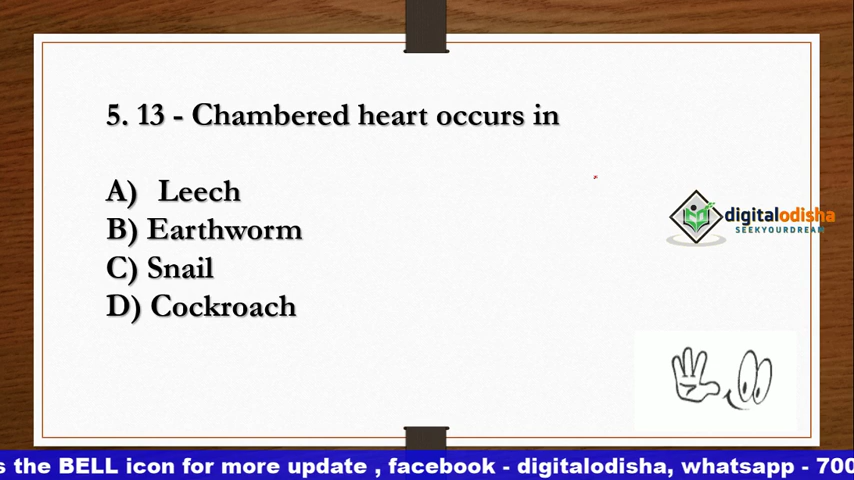 5. 13 - Chambered heart occurs in
A) Leech
B) Earthworm
C) Snail
D) Cockroach
digitalodisha
SEEKYOURDREAM
s the BELL icon for more update , facebook - digitalodisha, whatsapp - 700